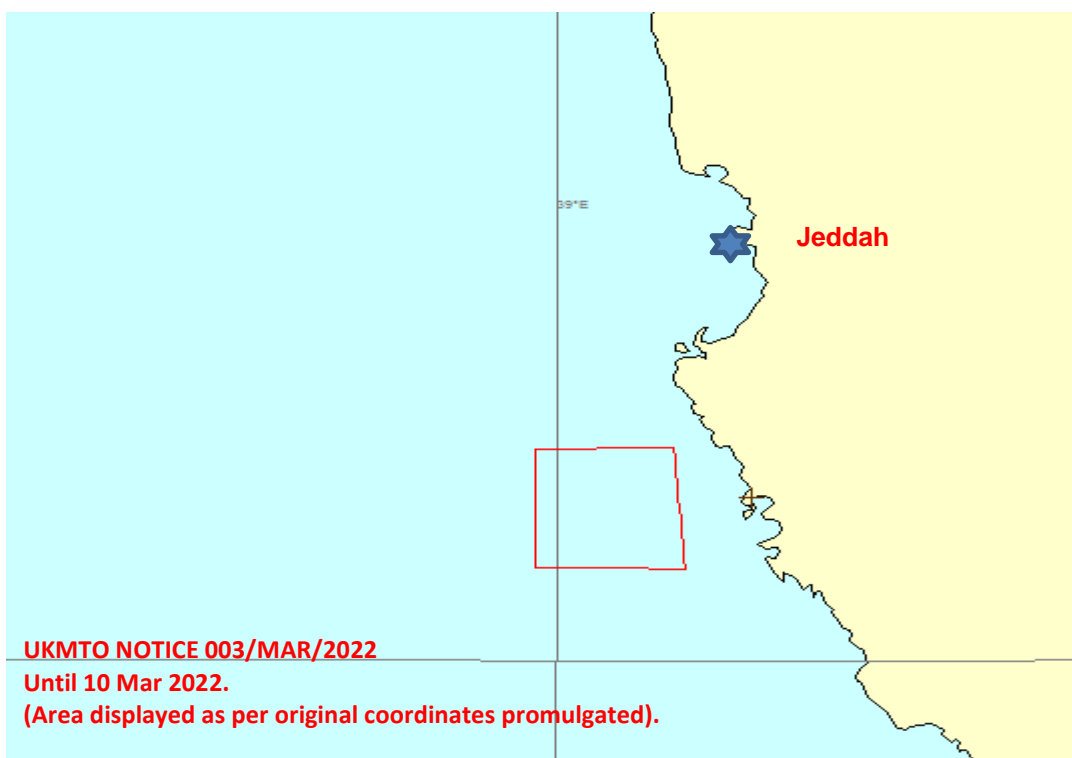 39°E
Jeddah
UKMTO NOTICE 003/MAR/2022
Until 10 Mar 2022.
(Area displayed as per original coordinates promulgated).